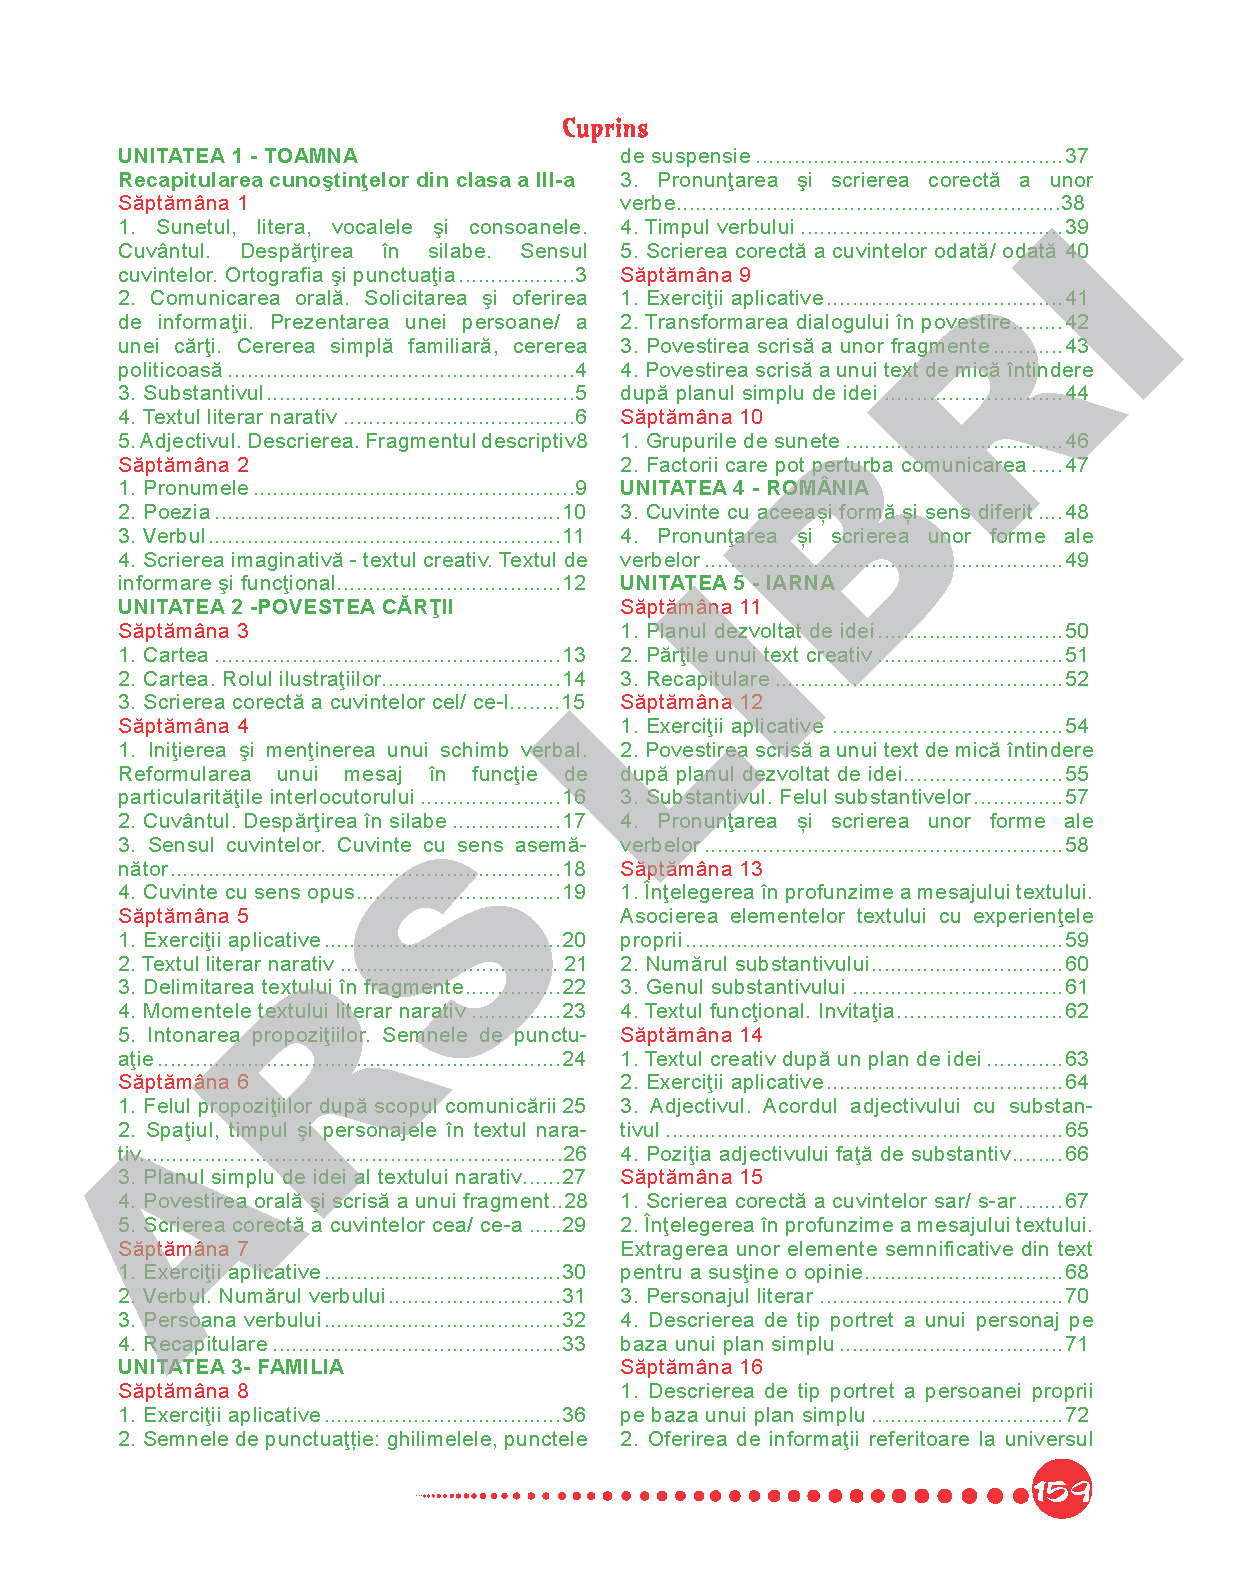 Cuprins
UNITATEA 1 - TOAMNA
Recapitularea cunoştinţelor din clasa a III-a
Săptămâna 1
1. Sunetul, litera, vocalele şi consoanele.
Cuvântul. Despărţirea în silabe. Sensul
cuvintelor. Ortografia şi punctuaţia..................3
2. Comunicarea orală. Solicitarea şi oferirea
de informaţii. Prezentarea unei persoane/ a
unei cărţi. Cererea simplă familiară, cererea
politicoasă......................................................4
3. Substantivul................................................5
4. Textul literar narativ ....................................6
5. Adjectivul. Descrierea. Fragmentul descriptiv8
Săptămâna 2
1. Pronumele..................................................9
2. Poezia......................................................10
3. Verbul.......................................................11
4. Scrierea imaginativă - textul creativ. Textul de
informare şi funcţional...................................12
UNITATEA 2 -POVESTEA CĂRŢII
Săptămâna 3
1. Cartea ......................................................13
2. Cartea. Rolul ilustraţiilor............................14
3. Scrierea corectă a cuvintelor cel/ ce-l........15
Săptămâna 4
1. Iniţierea şi menţinerea unui schimb verbal.
Reformularea unui mesaj în funcţie de
particularităţile interlocutorului ......................16
2. Cuvântul. Despărţirea în silabe .................17
3. Sensul cuvintelor. Cuvinte cu sens asemă-
nător.............................................................18
4. Cuvinte cu sens opus................................19
Săptămâna 5
1. Exerciţii aplicative.....................................20
2. Textul literar narativ .................................. 21
3. Delimitarea textului în fragmente...............22
4. Momentele textului literar narativ ..............23
5. Intonarea propoziţiilor. Semnele de punctu-
aţie...............................................................24
Săptămâna 6
1. Felul propoziţiilor după scopul comunicării 25
2. Spaţiul, timpul şi personajele în textul nara-
tiv..................................................................26
3. Planul simplu de idei al textului narativ......27
4. Povestirea orală şi scrisă a unui fragment..28
5. Scrierea corectă a cuvintelor cea/ ce-a .....29
Săptămâna 7
1. Exerciţii aplicative.....................................30
2. Verbul. Numărul verbului...........................31
3. Persoana verbului.....................................32
4. Recapitulare.............................................33
UNITATEA 3- FAMILIA
Săptămâna 8
1. Exerciţii aplicative.....................................36
2. Semnele de punctuaţţie: ghilimelele, punctele
de suspensie................................................37
3. Pronunţarea şi scrierea corectă a unor
verbe............................................................38
4. Timpul verbului .........................................39
5. Scrierea corectă a cuvintelor odată/ odată 40
Săptămâna 9
1. Exerciţii aplicative.....................................41
2. Transformarea dialogului în povestire........42
3. Povestirea scrisă a unor fragmente...........43
4. Povestirea scrisă a unui text de mică întindere
după planul simplu de idei ............................44
Săptămâna 10
1. Grupurile de sunete ..................................46
2. Factorii care pot perturba comunicarea .....47
UNITATEA 4 - ROMÂNIA
3. Cuvinte cu aceeași formă și sens diferit ....48
4. Pronunţarea și scrierea unor forme ale
verbelor........................................................49
UNITATEA 5 - IARNA
Săptămâna 11
1. Planul dezvoltat de idei.............................50
2. Părţile unui text creativ .............................51
3. Recapitulare.............................................52
Săptămâna 12
1. Exerciţii aplicative ....................................54
2. Povestirea scrisă a unui text de mică întindere
după planul dezvoltat de idei.........................55
3. Substantivul. Felul substantivelor..............57
4. Pronunţarea și scrierea unor forme ale
verbelor........................................................58
Săptămâna 13
1. Înţelegerea în profunzime a mesajului textului.
Asocierea elementelor textului cu experienţele
proprii...........................................................59
2. Numărul substantivului..............................60
3. Genul substantivului .................................61
4. Textul funcţional. Invitaţia..........................62
Săptămâna 14
1. Textul creativ după un plan de idei ............63
2. Exerciţii aplicative.....................................64
3. Adjectivul. Acordul adjectivului cu substan-
tivul ..............................................................65
4. Poziţia adjectivului faţă de substantiv........66
Săptămâna 15
1. Scrierea corectă a cuvintelor sar/ s-ar.......67
2. Înţelegerea în profunzime a mesajului textului.
Extragerea unor elemente semnificative din text
pentru a susţine o opinie...............................68
3. Personajul literar ......................................70
4. Descrierea de tip portret a unui personaj pe
baza unui plan simplu ...................................71
Săptămâna 16
1. Descrierea de tip portret a persoanei proprii
pe baza unui plan simplu ..............................72
2. Oferirea de informaţii referitoare la universul
159
ARS LIBRI